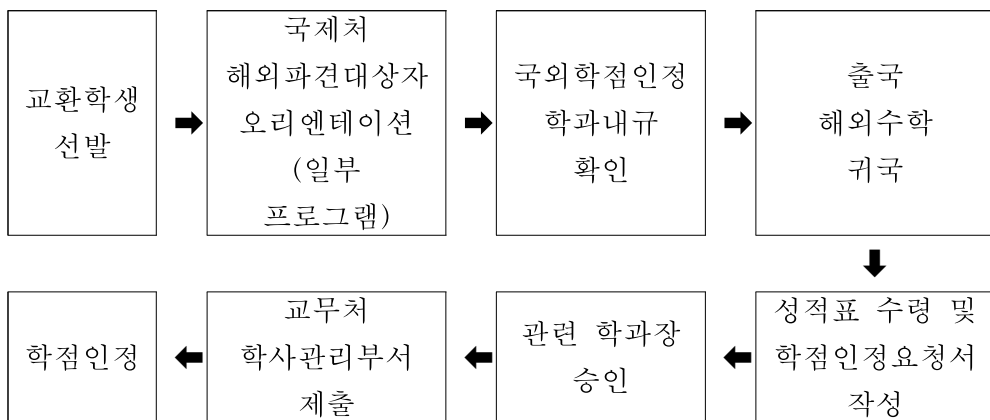 교환학생
선발
국제처
해외파견대상자
오리엔테이션
(일부
프로그램)
국외학점인정
학과내규
확인
출국
해외수학
귀국
성적표 수령 및
학점인정요청서
작성
관련 학과장
승인
교무처
학사관리부서
제출
학점인정